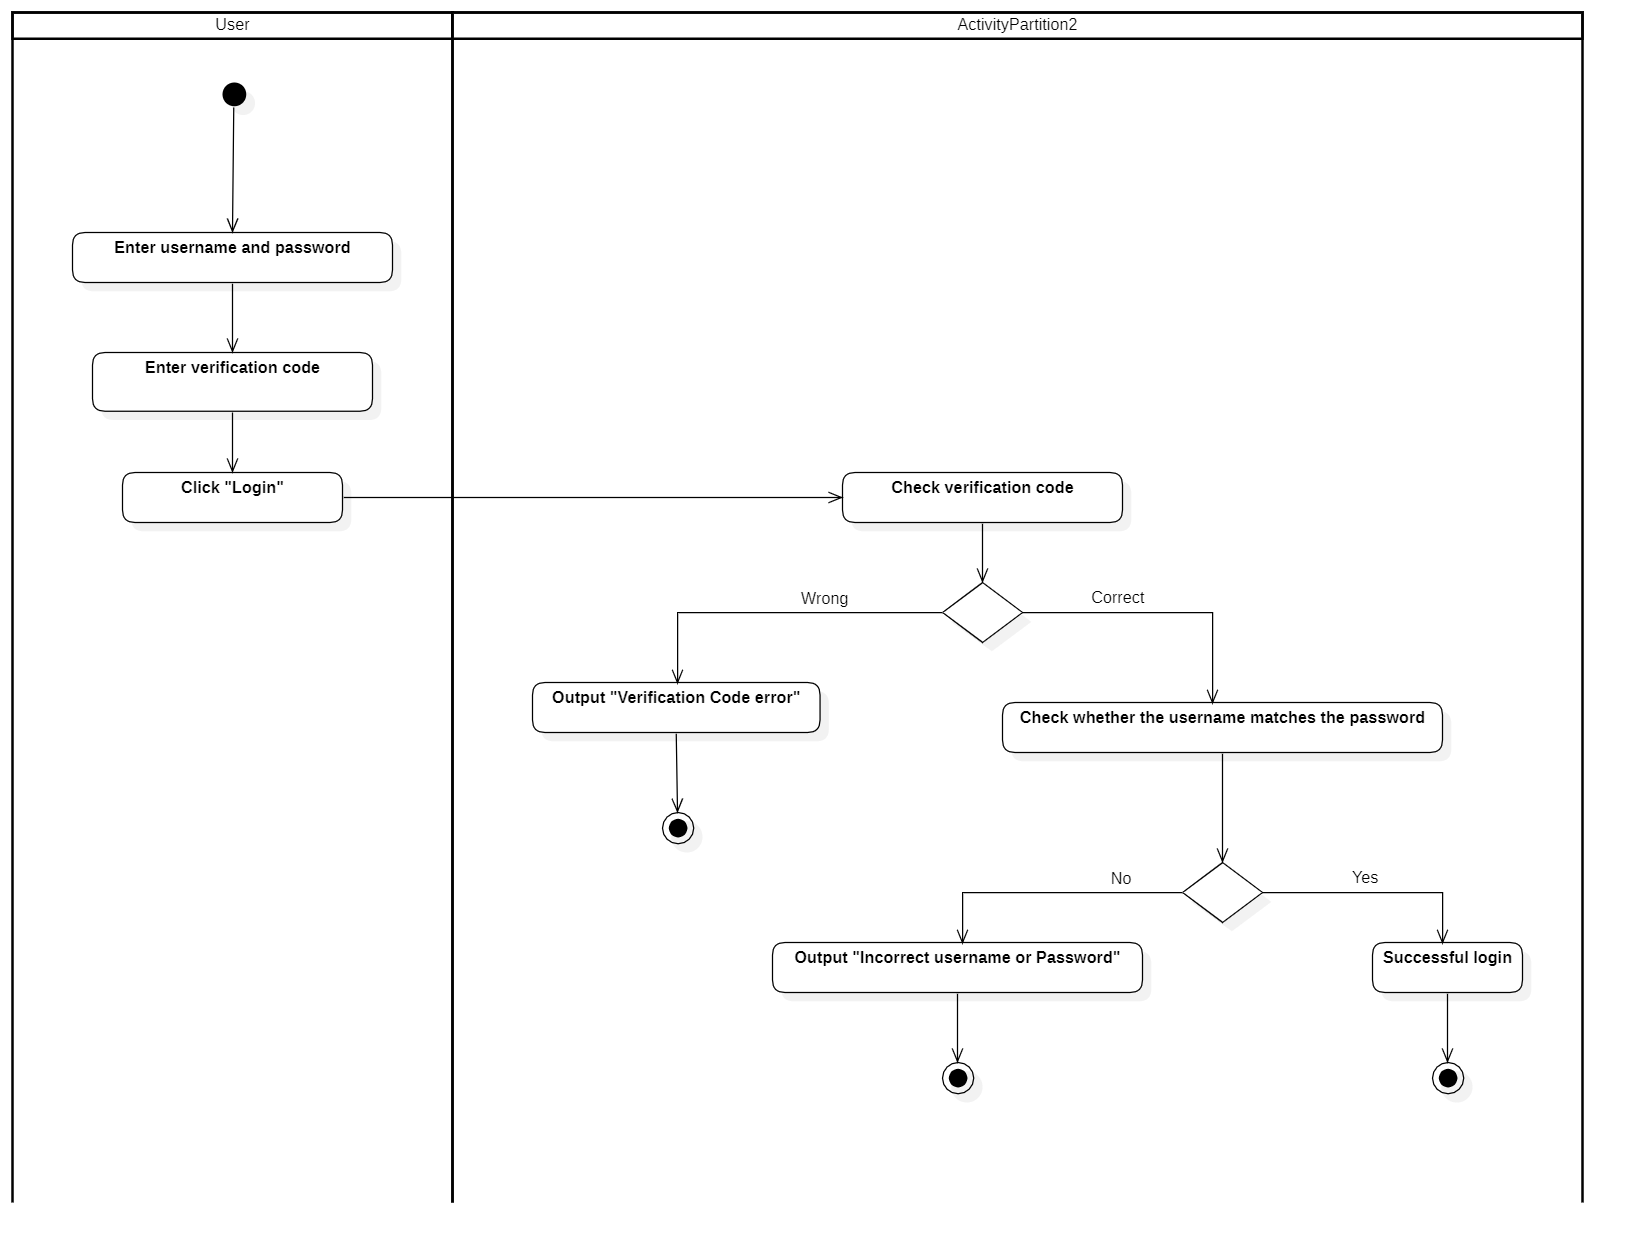 User
ActivityPartition2
Enter username and password
Enter verification code
Click "Login"
Check verification code
Wrong
Correct
Output "Verification Code error"
Check whether the username matches the password
No
Yes
Output "Incorrect username or Password"
Successful login